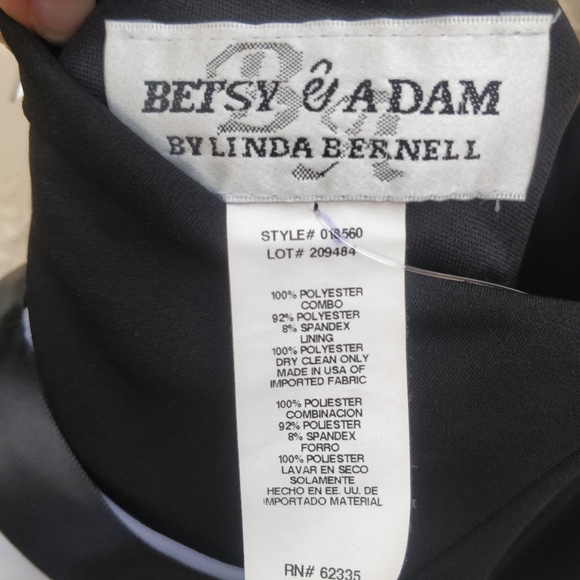 BETSY & ADAM
BY LINDA BERNELL
STYLE# 018560
LOT# 209484
100% POLYESTER
COMBO
92% POLYESTER
8% SPANDEX
LINING
100% POLYESTER
DRY CLEAN ONLY
MADE IN USA OF
IMPORTED FABRIC
100% POLIESTER
COMBINACION
92% POLIESTER
8% SPANDEX
FORRO
100% POLIESTER
LAVAR EN SECO
SOLAMENTE
HECHO EN EE. UU. DE
IMPORTADO MATERIAL
RN# 62335